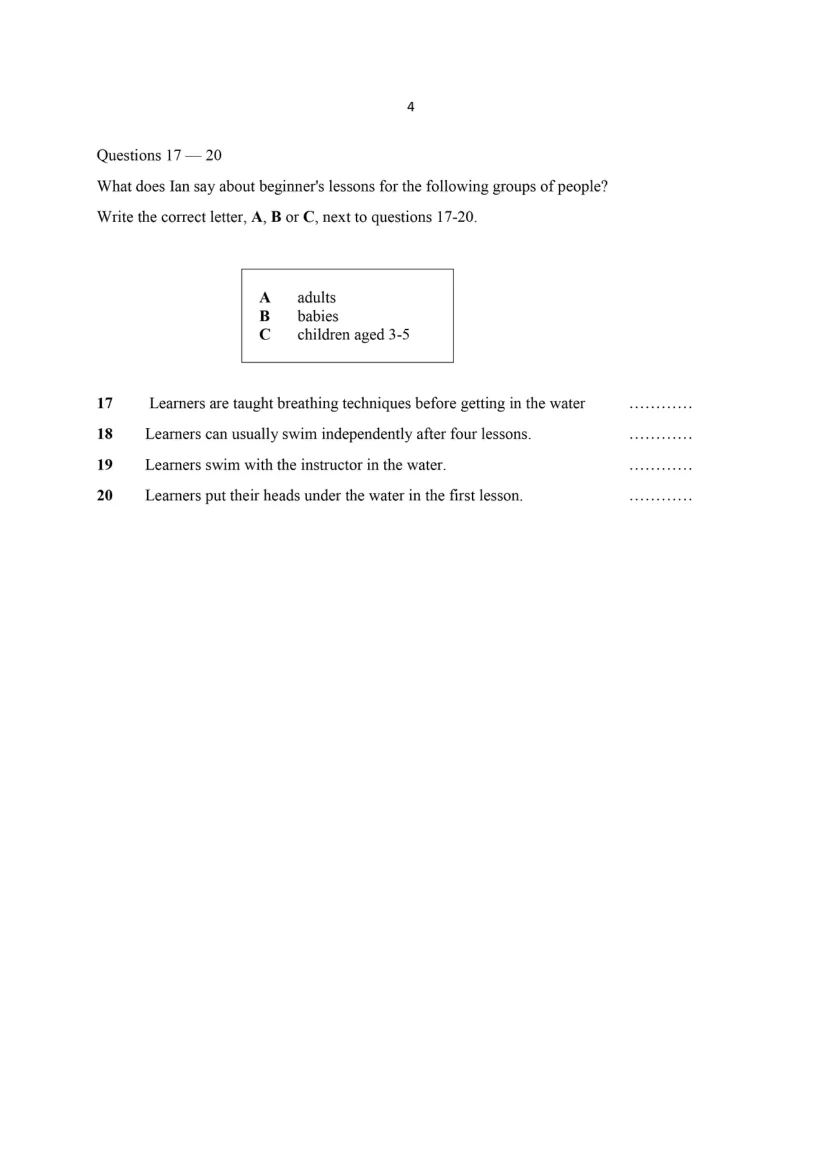 4
Questions 17 — 20
What does Ian say about beginner's lessons for the following groups of people?
Write the correct letter, A, B or C, next to questions 17-20.
A adults
B babies
C children aged 3-5
17 Learners are taught breathing techniques before getting in the water …………
18 Learners can usually swim independently after four lessons. …………
19 Learners swim with the instructor in the water. …………
20 Learners put their heads under the water in the first lesson. …………